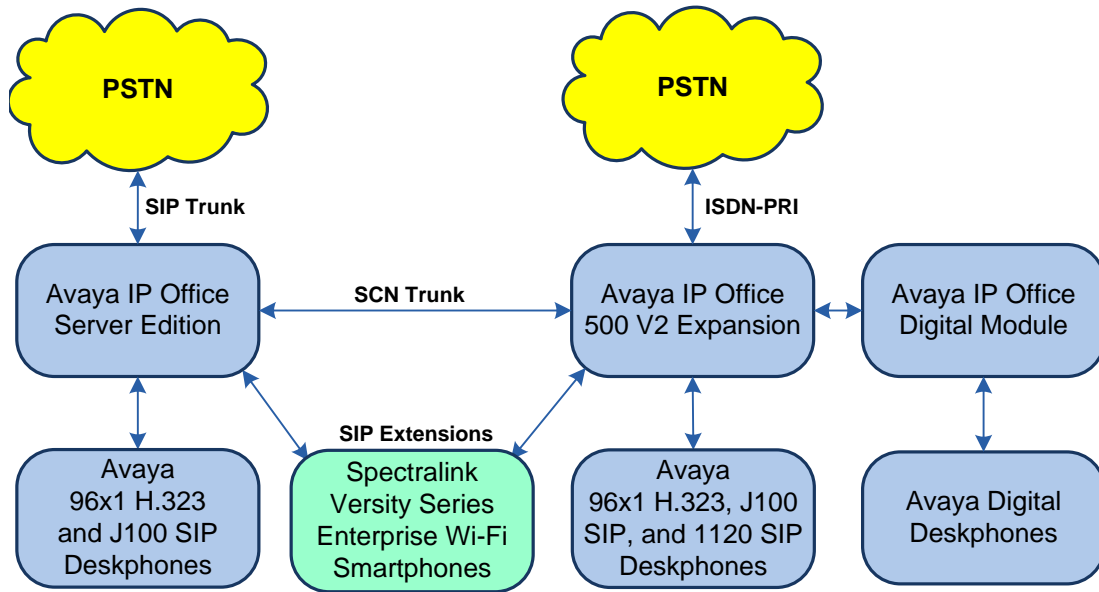 PSTN
PSTN
SIP Trunk
ISDN-PRI
Avaya IP Office
Server Edition
SCN Trunk
Avaya IP Office
500 V2 Expansion
Avaya IP Office
Digital Module
SIP Extensions
Avaya
96x1 H.323
and J100 SIP
Deskphones
Spectralink
Versity Series
Enterprise Wi-Fi
Smartphones
Avaya
96x1 H.323, J100
SIP, and 1120 SIP
Deskphones
Avaya Digital
Deskphones